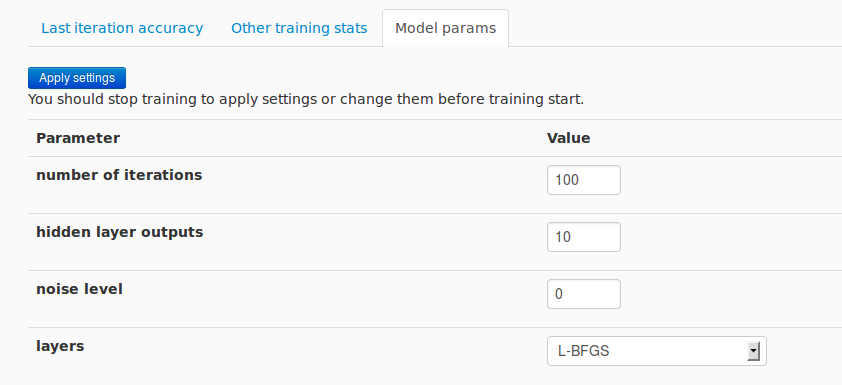 Last iteration accuracy Other training stats Model params
Apply settings
You should stop training to apply settings or change them before training start.
Parameter Value
number of iterations 100
hidden layer outputs 10
noise level 0
layers L-BFGS